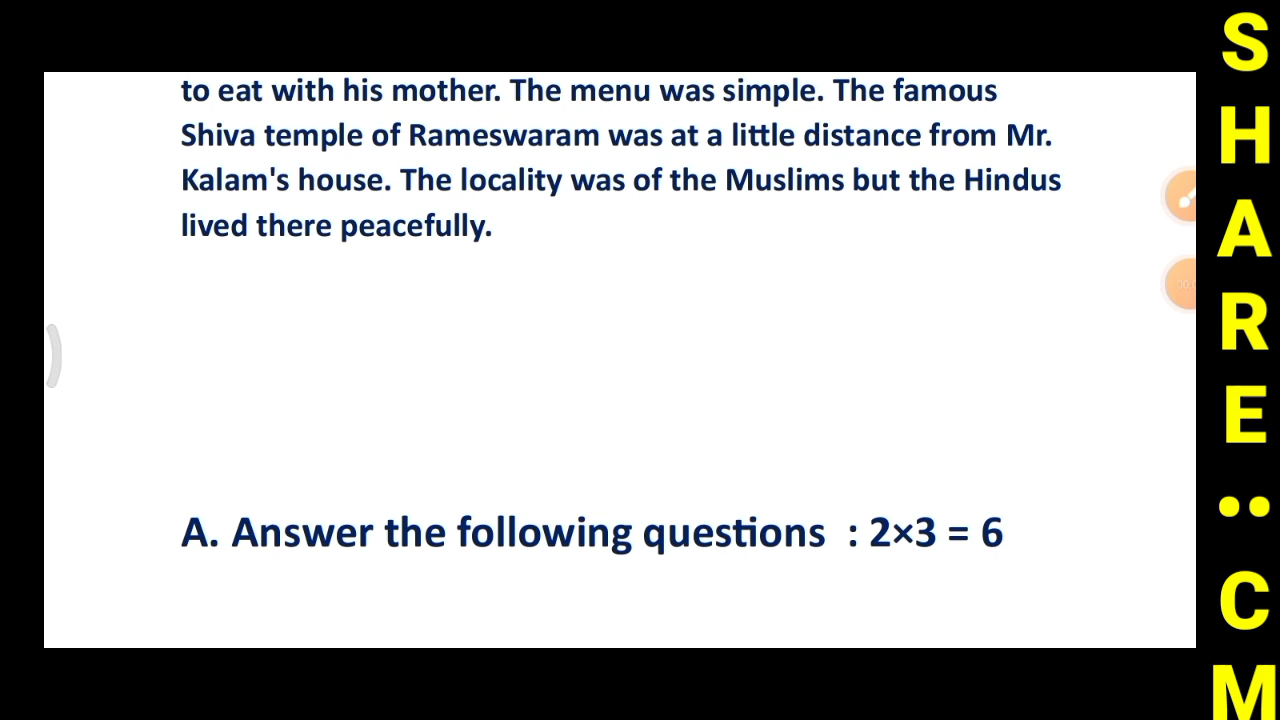 to eat with his mother. The menu was simple. The famous
Shiva temple of Rameswaram was at a little distance from Mr.
Kalam's house. The locality was of the Muslims but the Hindus
lived there peacefully.
A. Answer the following questions : 2×3 = 6
S
H
A
R
E
••
C
M